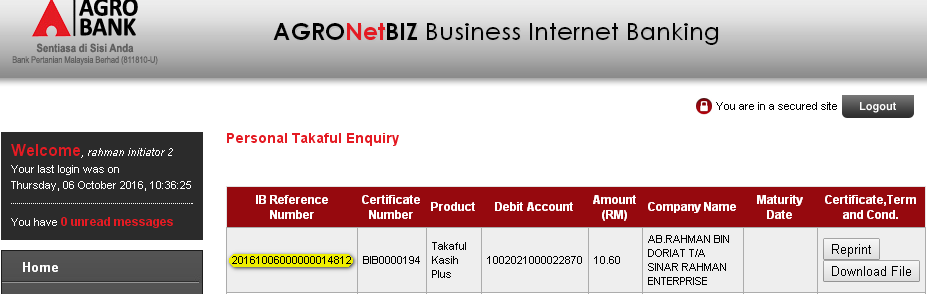 AGRO
BANK
Sentiasa di Sisi Anda
Bank Pertanian Malaysia Berhad (811810-U)
AGRONetBIZ Business Internet Banking
You are in a secured site
Logout
Welcome, rahman initiator 2
Your last login was on
Thursday, 06 October 2016, 10:36:25
You have 0 unread messages
Home
Personal Takaful Enquiry
IB Reference Number Certificate Number Product Debit Account Amount (RM) Company Name Maturity Date Certificate,Term and Cond.
20161006000000014812 BIB0000194 Takaful Kasih Plus 1002021000022870 10.60 AB.RAHMAN BIN DORIAT T/A SINAR RAHMAN ENTERPRISE
Reprint
Download File